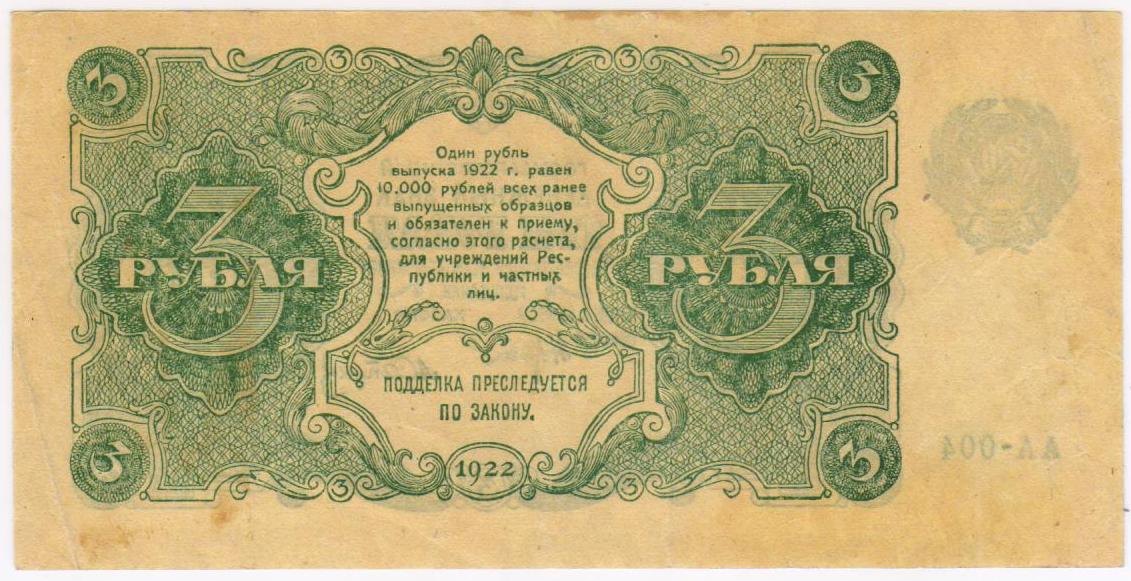 3 3 3 3
Один рубль
выпуска 1922 г. равен
10.000 рублей всех ранее
выпущенных образцов
и обязателен к приему,
согласно этого расчета,
для учреждений Рес-
публики и частных
лиц.
3 РУБЛЯ 3 РУБЛЯ
ПОДДЕЛКА ПРЕСЛЕДУЕТСЯ
ПО ЗАКОНУ.
АА-004
3 1922 3
3 3